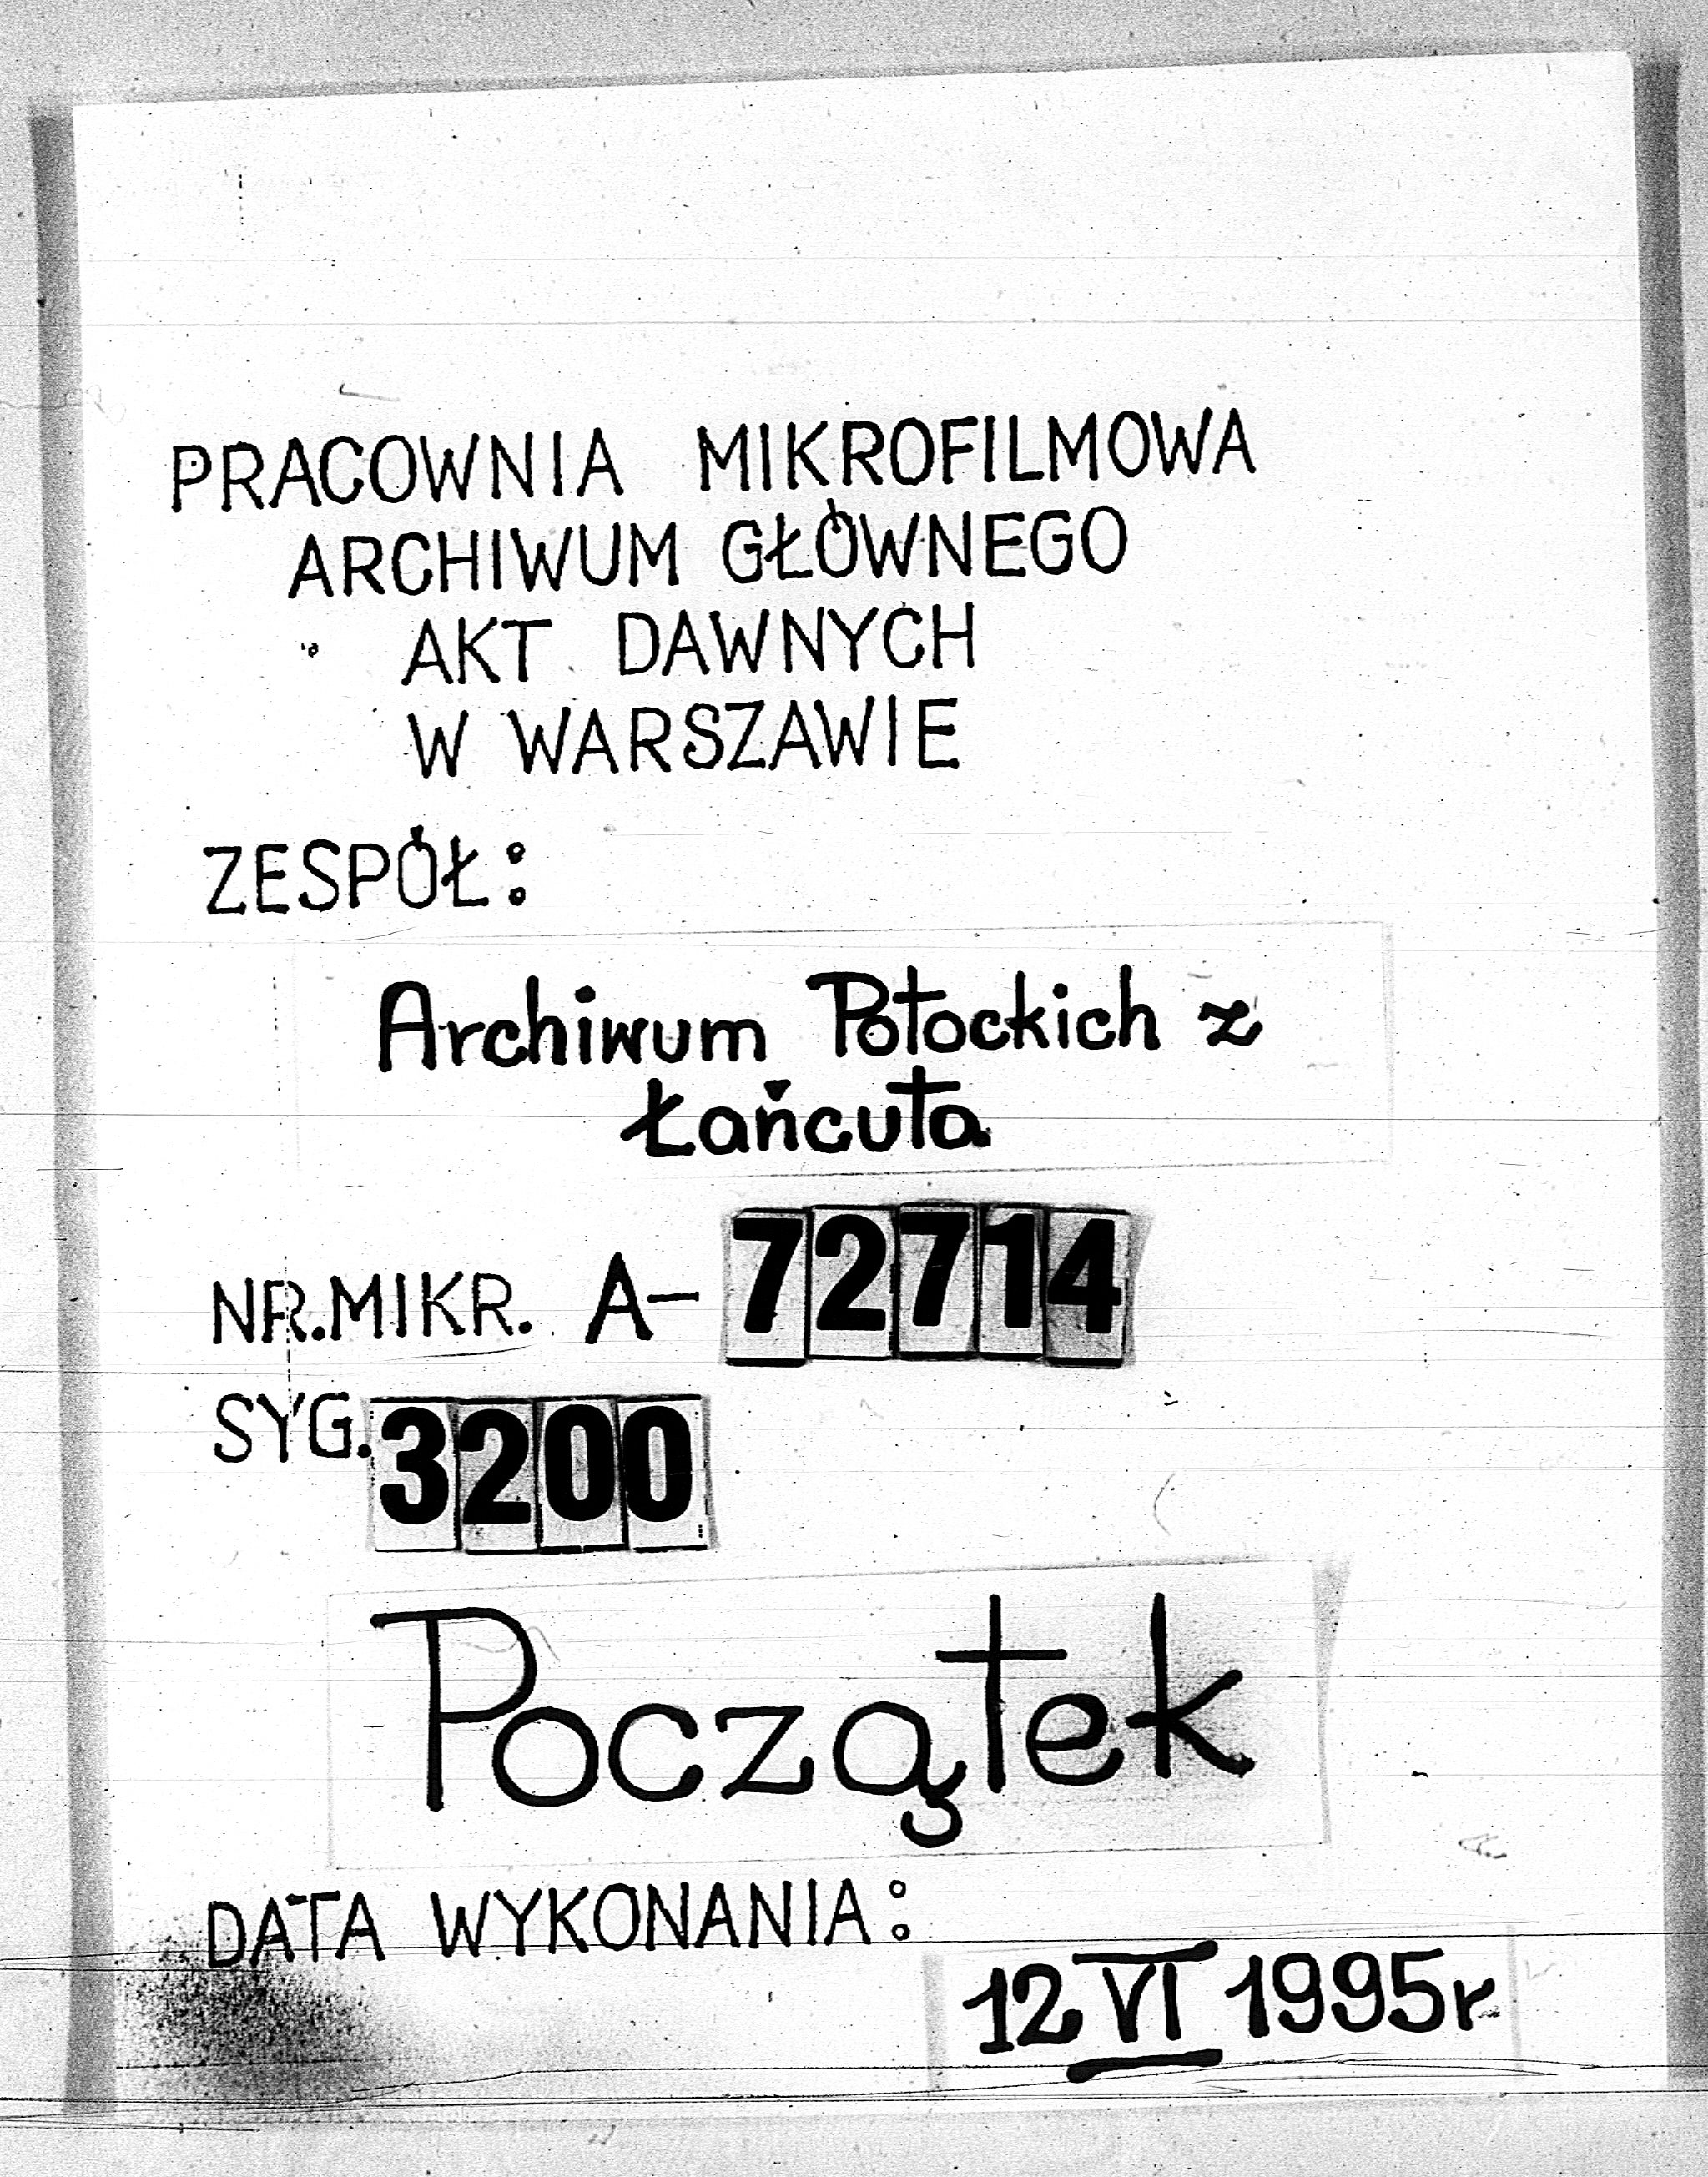 PRACOWNIA MIKROFILMOWA
ARCHIWUM GŁÓWNEGO
AKT DAWNYCH
W WARSZAWIE
ZESPÓŁ:
Archiwum Potockich z
Łańcuta
NR.MIKR. A- 72714
SYG. 3200
Początek
DATA WYKONANIA:
12 VI 1995r